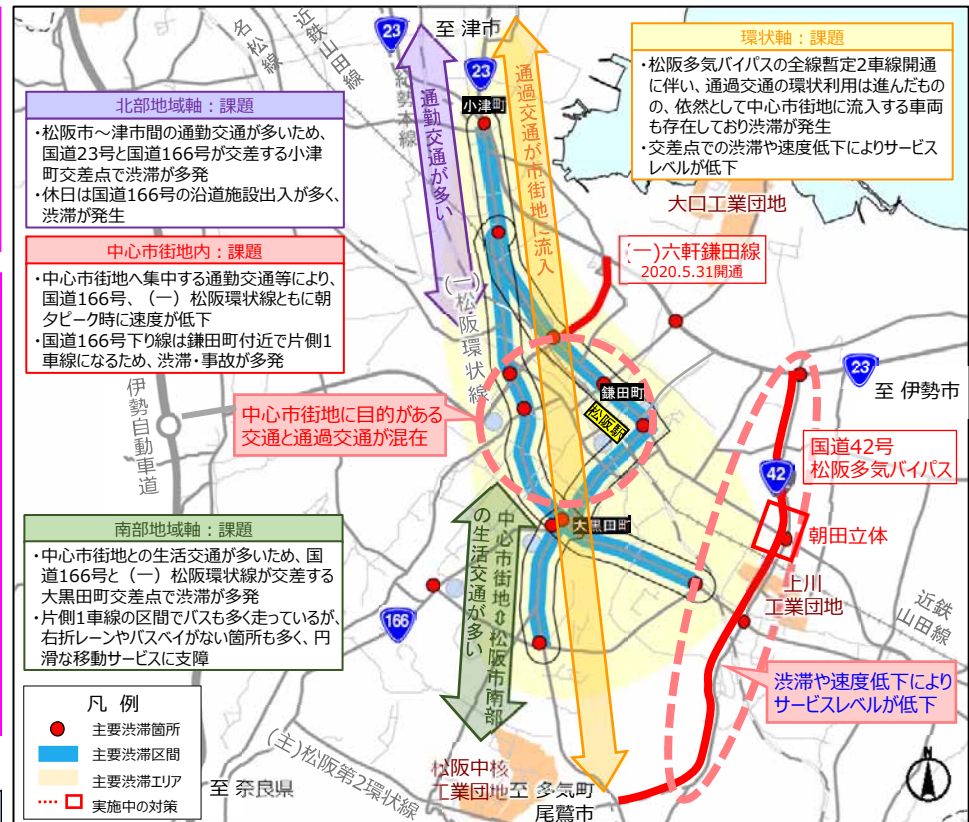 至 津市
23
23
名松線
近鉄山田線
紀勢本線
小津町
通勤交通が多い
通過交通が市街地に流入
環状軸：課題
・松阪多気バイパスの全線暫定2車線開通
に伴い、通過交通の環状利用は進んだもの
の、依然として中心市街地に流入する車両
も存在しており渋滞が発生
・交差点での渋滞や速度低下によりサービス
レベルが低下
北部地域軸：課題
・松阪市～津市間の通勤交通が多いため、
国道23号と国道166号が交差する小津
町交差点で渋滞が多発
・休日は国道166号の沿道施設出入が多く、
渋滞が発生
大口工業団地
中心市街地内：課題
・中心市街地へ集中する通勤交通等により、
国道166号、（一）松阪環状線ともに朝
夕ピーク時に速度が低下
・国道166号下り線は鎌田町付近で片側1
車線になるため、渋滞・事故が多発
(一)六軒鎌田線
2020.5.31開通
(一)松阪環状線
伊勢自動車道
23
至 伊勢市
鎌田町
松阪駅
中心市街地に目的がある
交通と通過交通が混在
国道42号
松阪多気バイパス
42
朝田立体
南部地域軸：課題
・中心市街地との生活交通が多いため、国
道166号と（一）松阪環状線が交差する
大黒田町交差点で渋滞が多発
・片側1車線の区間でバスも多く走っているが、
右折レーンやバスベイがない箇所も多く、円
滑な移動サービスに支障
大黒田町
中心市街地⇔松阪市南部
の生活交通が多い
166
上川
工業団地
近鉄
山田線
渋滞や速度低下により
サービスレベルが低下
凡 例
主要渋滞箇所
主要渋滞区間
主要渋滞エリア
実施中の対策
(主)松阪第2環状線
至 奈良県
松阪中核
工業団地
至 多気町
尾鷲市
N